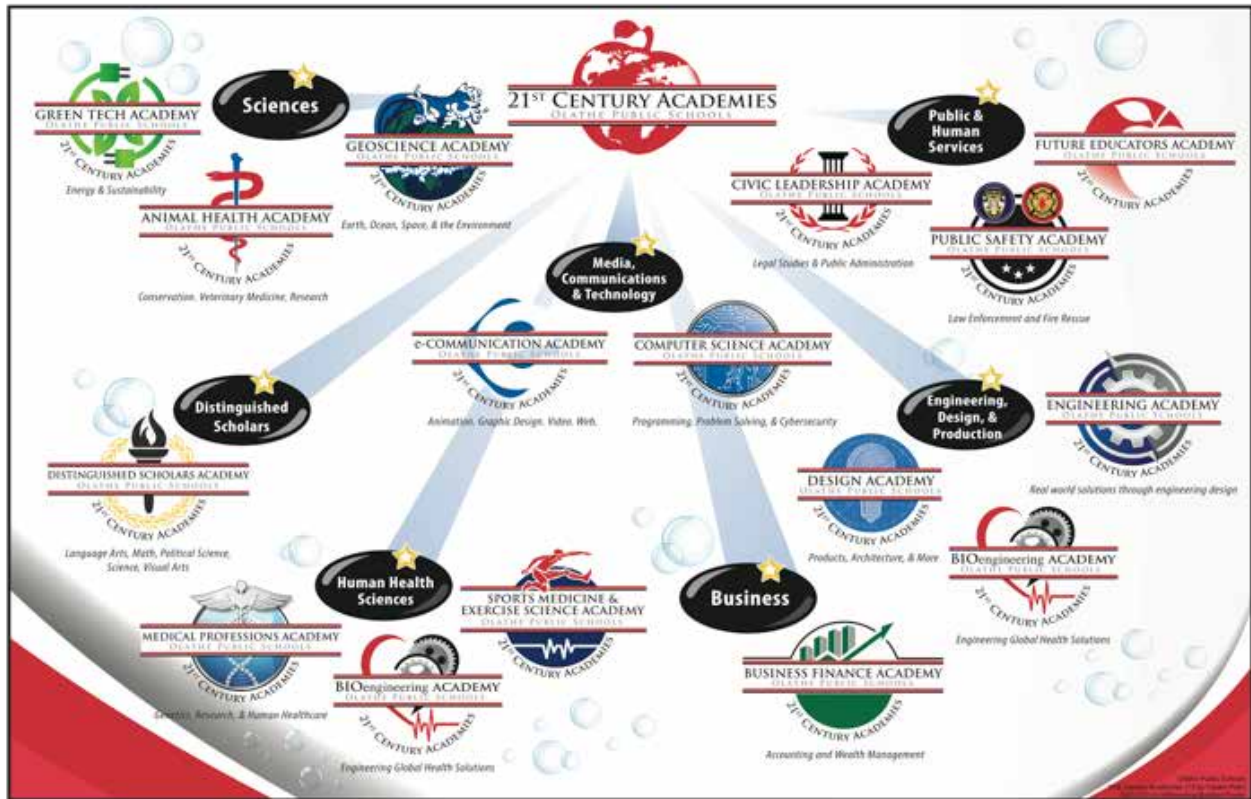 21ST CENTURY ACADEMIES
OLATHE PUBLIC SCHOOLS
Sciences
GREEN TECH ACADEMY
OLATHE PUBLIC SCHOOLS
21ST CENTURY ACADEMIES
Energy & Sustainability
GEOSCIENCE ACADEMY
OLATHE PUBLIC SCHOOLS
21ST CENTURY ACADEMIES
Earth, Ocean, Space, & the Environment
ANIMAL HEALTH ACADEMY
OLATHE PUBLIC SCHOOLS
21ST CENTURY ACADEMIES
Conservation, Veterinary Medicine, Research
Public &
Human
Services
FUTURE EDUCATORS ACADEMY
OLATHE PUBLIC SCHOOLS
21ST CENTURY ACADEMIES
CIVIC LEADERSHIP ACADEMY
OLATHE PUBLIC SCHOOLS
21ST CENTURY ACADEMIES
Legal Studies & Public Administration
PUBLIC SAFETY ACADEMY
OLATHE PUBLIC SCHOOLS
21ST CENTURY ACADEMIES
Law Enforcement and Fire Rescue
Media,
Communications
& Technology
e-COMMUNICATION ACADEMY
OLATHE PUBLIC SCHOOLS
21ST CENTURY ACADEMIES
Animation, Graphic Design, Video, Web,
COMPUTER SCIENCE ACADEMY
OLATHE PUBLIC SCHOOLS
21ST CENTURY ACADEMIES
Programming, Problem Solving, & Cybersecurity
Distinguished
Scholars
DISTINGUISHED SCHOLARS ACADEMY
OLATHE PUBLIC SCHOOLS
21ST CENTURY ACADEMIES
Language Arts, Math, Political Science,
Science, Visual Arts
Engineering,
Design, &
Production
ENGINEERING ACADEMY
OLATHE PUBLIC SCHOOLS
21ST CENTURY ACADEMIES
Real world solutions through engineering design
DESIGN ACADEMY
OLATHE PUBLIC SCHOOLS
21ST CENTURY ACADEMIES
Products, Architecture, & More
BIOengineering ACADEMY
OLATHE PUBLIC SCHOOLS
21ST CENTURY ACADEMIES
Engineering Global Health Solutions
Human Health
Sciences
SPORTS MEDICINE &
EXERCISE SCIENCE ACADEMY
OLATHE PUBLIC SCHOOLS
21ST CENTURY ACADEMIES
MEDICAL PROFESSIONS ACADEMY
OLATHE PUBLIC SCHOOLS
21ST CENTURY ACADEMIES
Genetics, Research, & Human Healthcare
BIOengineering ACADEMY
OLATHE PUBLIC SCHOOLS
21ST CENTURY ACADEMIES
Engineering Global Health Solutions
Business
BUSINESS FINANCE ACADEMY
OLATHE PUBLIC SCHOOLS
21ST CENTURY ACADEMIES
Accounting and Wealth Management